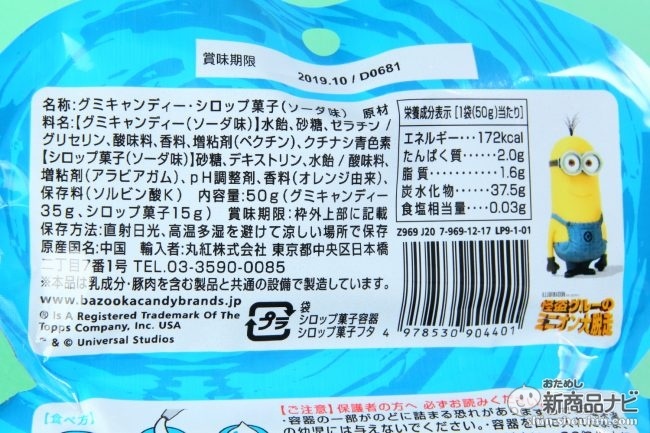 賞味期限
2019.10 / D0681
名称:グミキャンディー・シロップ菓子(ソーダ味) 原材
料名:【グミキャンディー(ソーダ味)】水飴、砂糖、ゼラチン /
グリセリン、酸味料、香料、増粘剤(ペクチン)、クチナシ青色素
【シロップ菓子(ソーダ味)】砂糖、デキストリン、水飴 / 酸味料、
増粘剤(アラビアガム)、pH調整剤、香料(オレンジ由来)、
保存料(ソルビン酸K) 内容量:50g(グミキャンディー
35g、シロップ菓子15g) 賞味期限:枠外上部に記載
保存方法:直射日光、高温多湿を避けて涼しい場所で保存
原産国名:中国 輸入者:丸紅株式会社 東京都中央区日本橋
二丁目7番1号 TEL.03-3590-0085
※本品は乳成分・豚肉を含む製品と共通の設備で製造しています。
www.bazookacandybrands.jp
® Is A Registered Trademark Of The
Topps Company, Inc. USA
™ & © Universal Studios
プラ
袋
シロップ菓子容器
シロップ菓子フタ
栄養成分表示 [1袋(50g)当たり]
エネルギー…172kcal
たんぱく質……2.0g
脂質………1.6g
炭水化物……37.5g
食塩相当量……0.03g
Z969 J20 7-969-12-17 LP9-1-01
4 978530 904401
怪盗グルーの
ミニオン大脱走
【食べ方】
【ご注意】保護者の方へ 必ずお読みください
・容器の一部がのどに詰まる恐れがあります
の幼児には与えないでください。
おためし
新商品ナビ